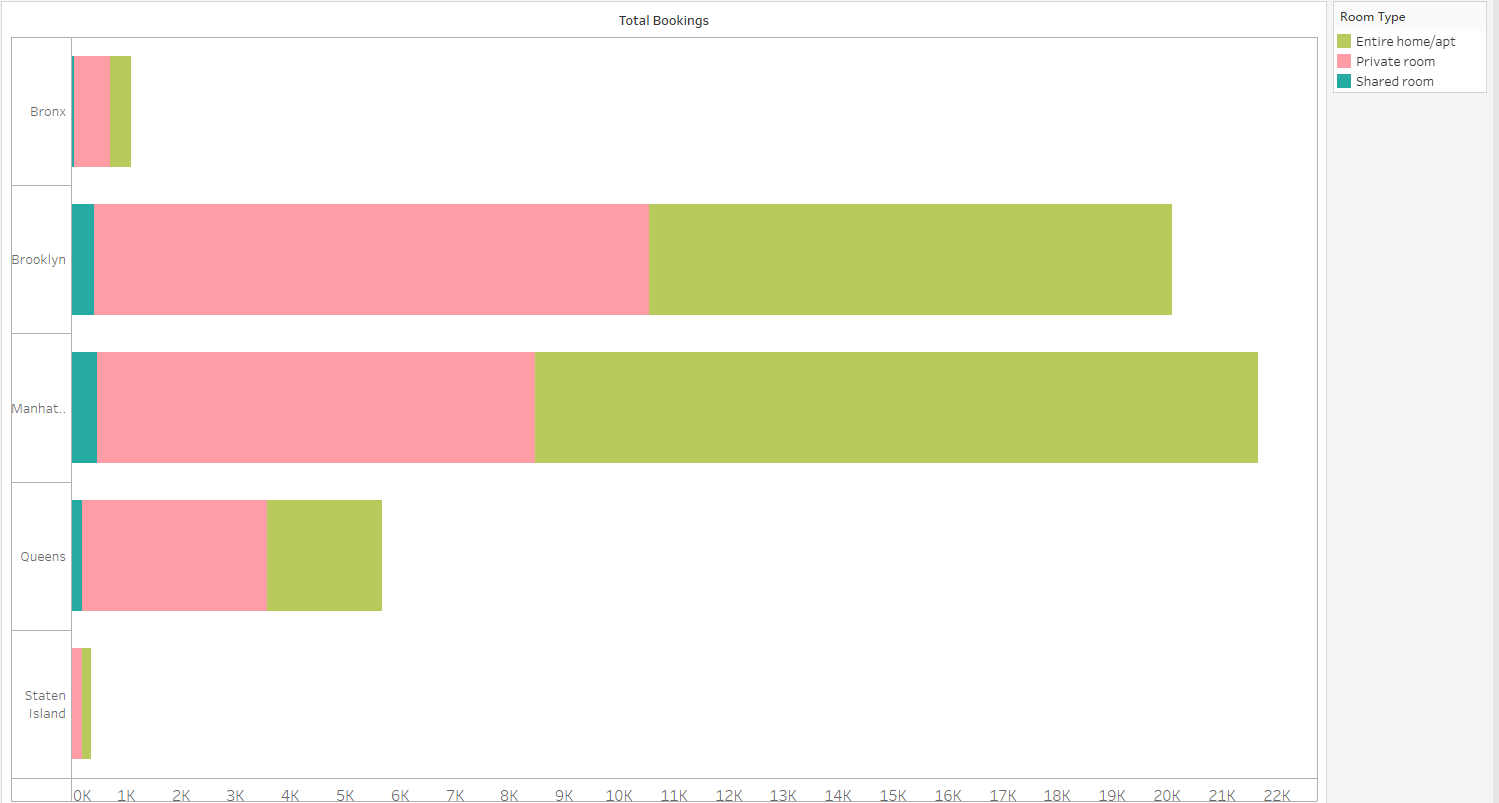 Total Bookings
Room Type
Entire home/apt
Private room
Shared room
Bronx
Brooklyn
Manhat..
Queens
Staten
Island
0K 1K 2K 3K 4K 5K 6K 7K 8K 9K 10K 11K 12K 13K 14K 15K 16K 17K 18K 19K 20K 21K 22K